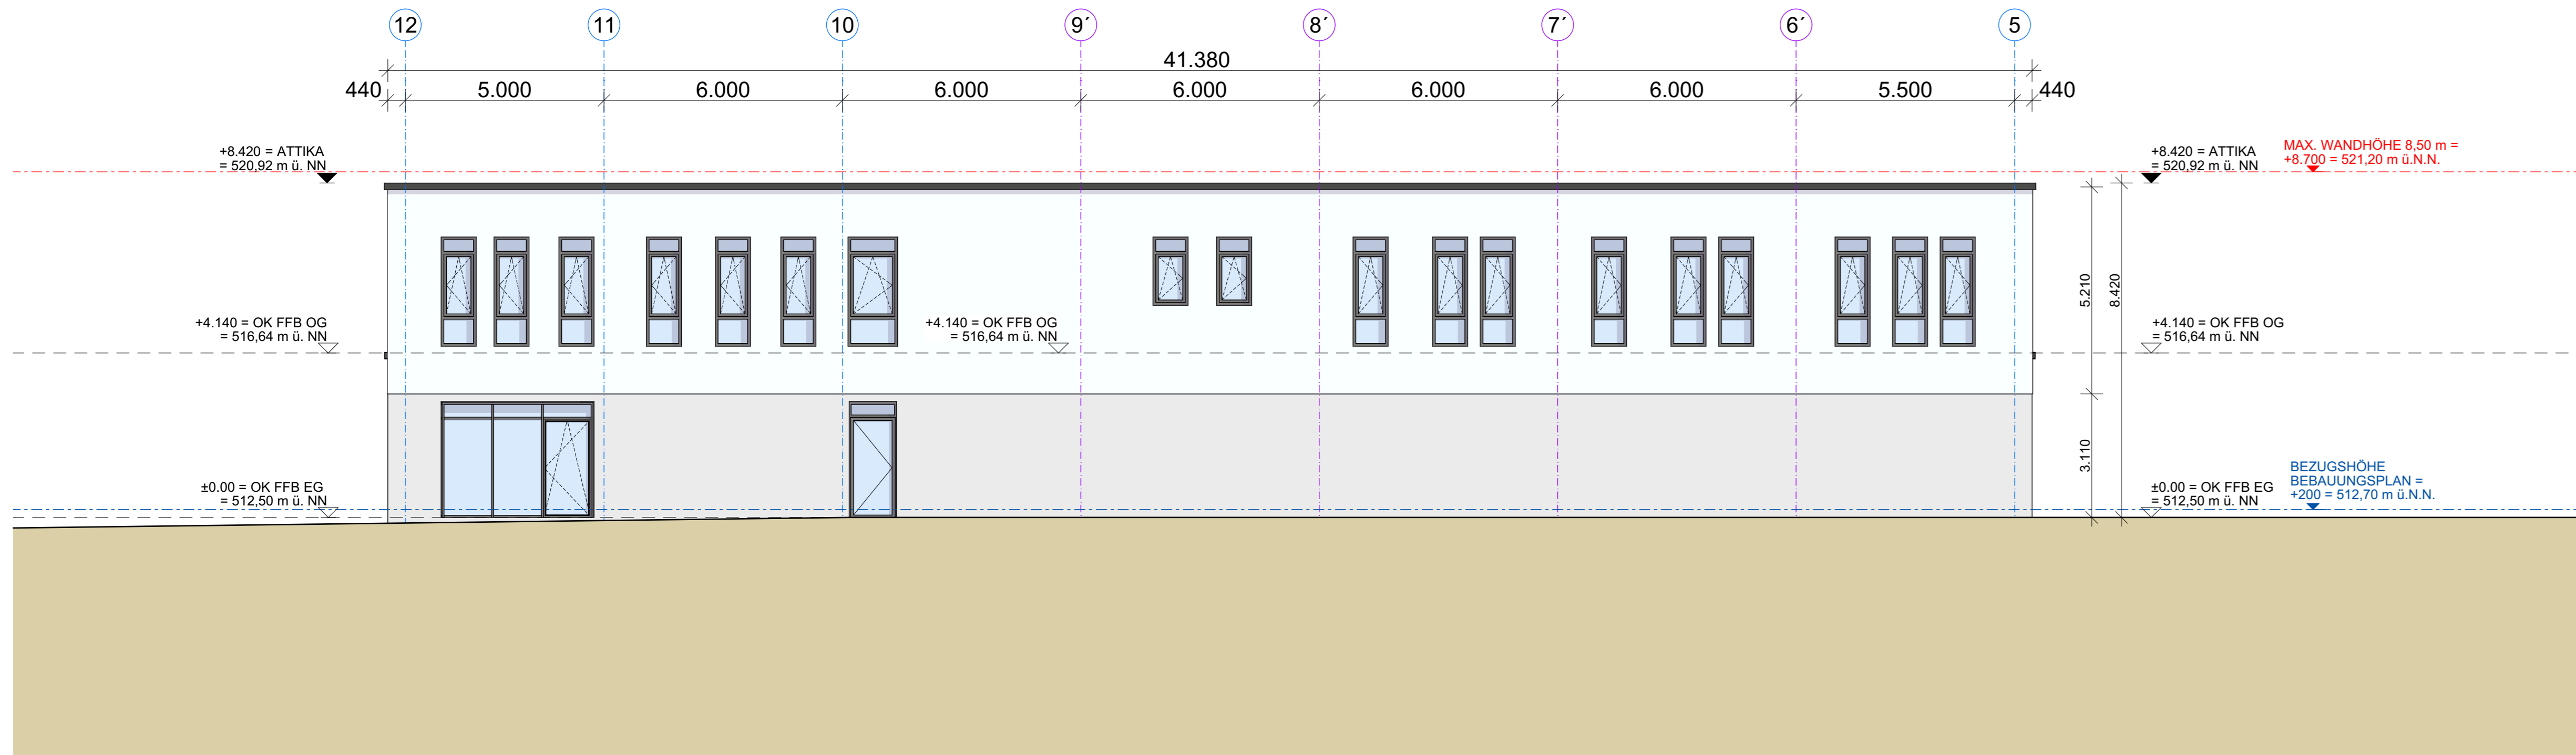 12 11 10 9´ 8´ 7´ 6´ 5
41.380
440 5.000 6.000 6.000 6.000 6.000 6.000 5.500 440
+8.420 = ATTIKA
= 520,92 m ü. NN
+8.420 = ATTIKA
= 520,92 m ü. NN
MAX. WANDHÖHE 8,50 m =
+8.700 = 521,20 m ü.N.N.
5.210
8.420
+4.140 = OK FFB OG
= 516,64 m ü. NN
+4.140 = OK FFB OG
= 516,64 m ü. NN
+4.140 = OK FFB OG
= 516,64 m ü. NN
3.110
±0.00 = OK FFB EG
= 512,50 m ü. NN
±0.00 = OK FFB EG
= 512,50 m ü. NN
BEZUGSHÖHE
BEBAUUNGSPLAN =
+200 = 512,70 m ü.N.N.